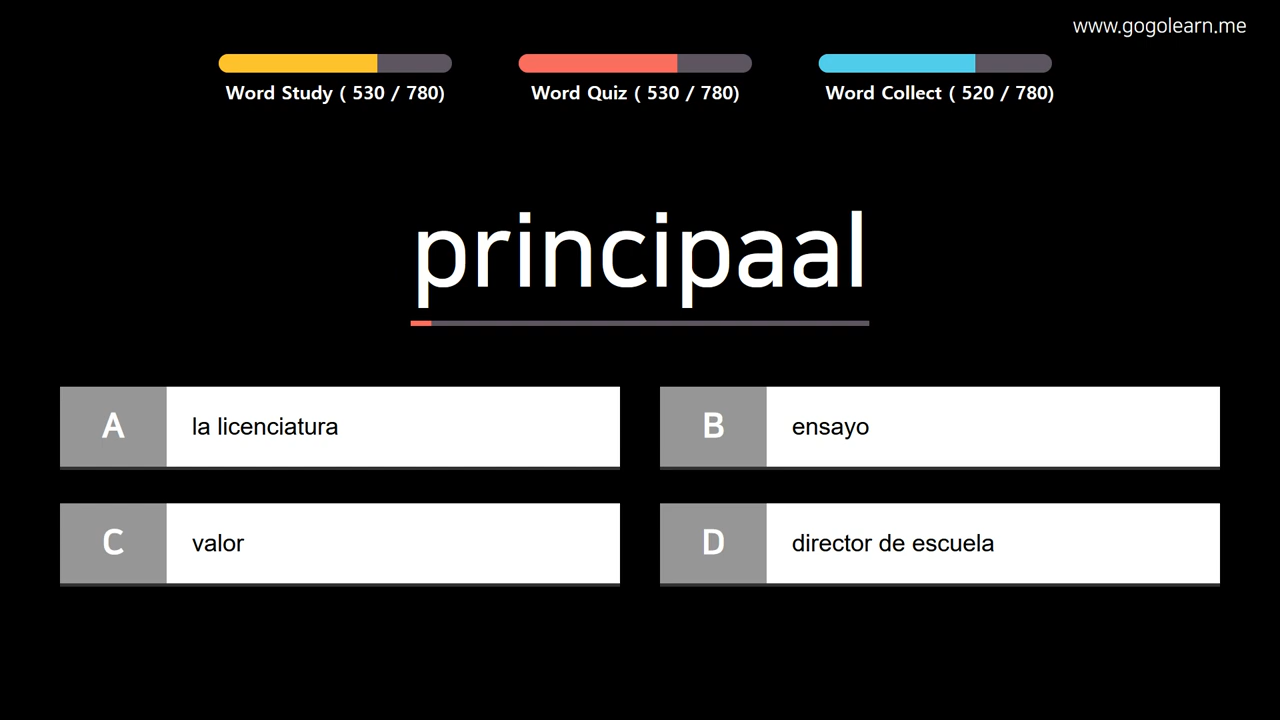 www.gogolearn.me
Word Study ( 530 / 780)
Word Quiz ( 530 / 780)
Word Collect ( 520 / 780)
principaal
A la licenciatura
B ensayo
C valor
D director de escuela